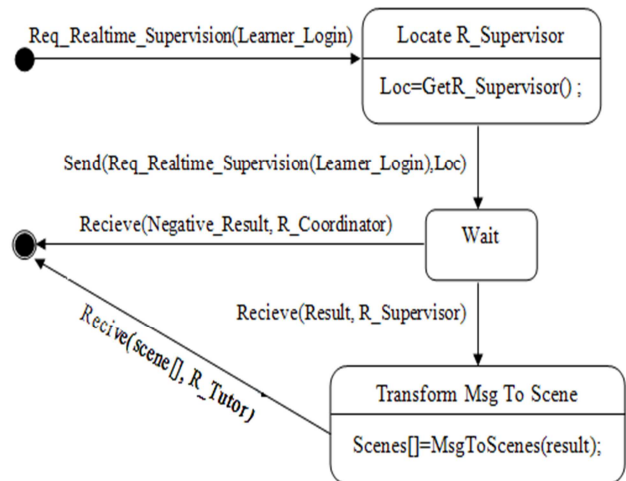 Req_Realtime_Supervision(Learner_Login)
Locate R_Supervisor
Loc=GetR_Supervisor() ;
Send(Req_Realtime_Supervision(Learner_Login),Loc)
Recieve(Negative_Result, R_Coordinator)
Wait
Recieve(Result, R_Supervisor)
Recive(scene[], R_Tutor)
Transform Msg To Scene
Scenes[]=MsgToScenes(result);